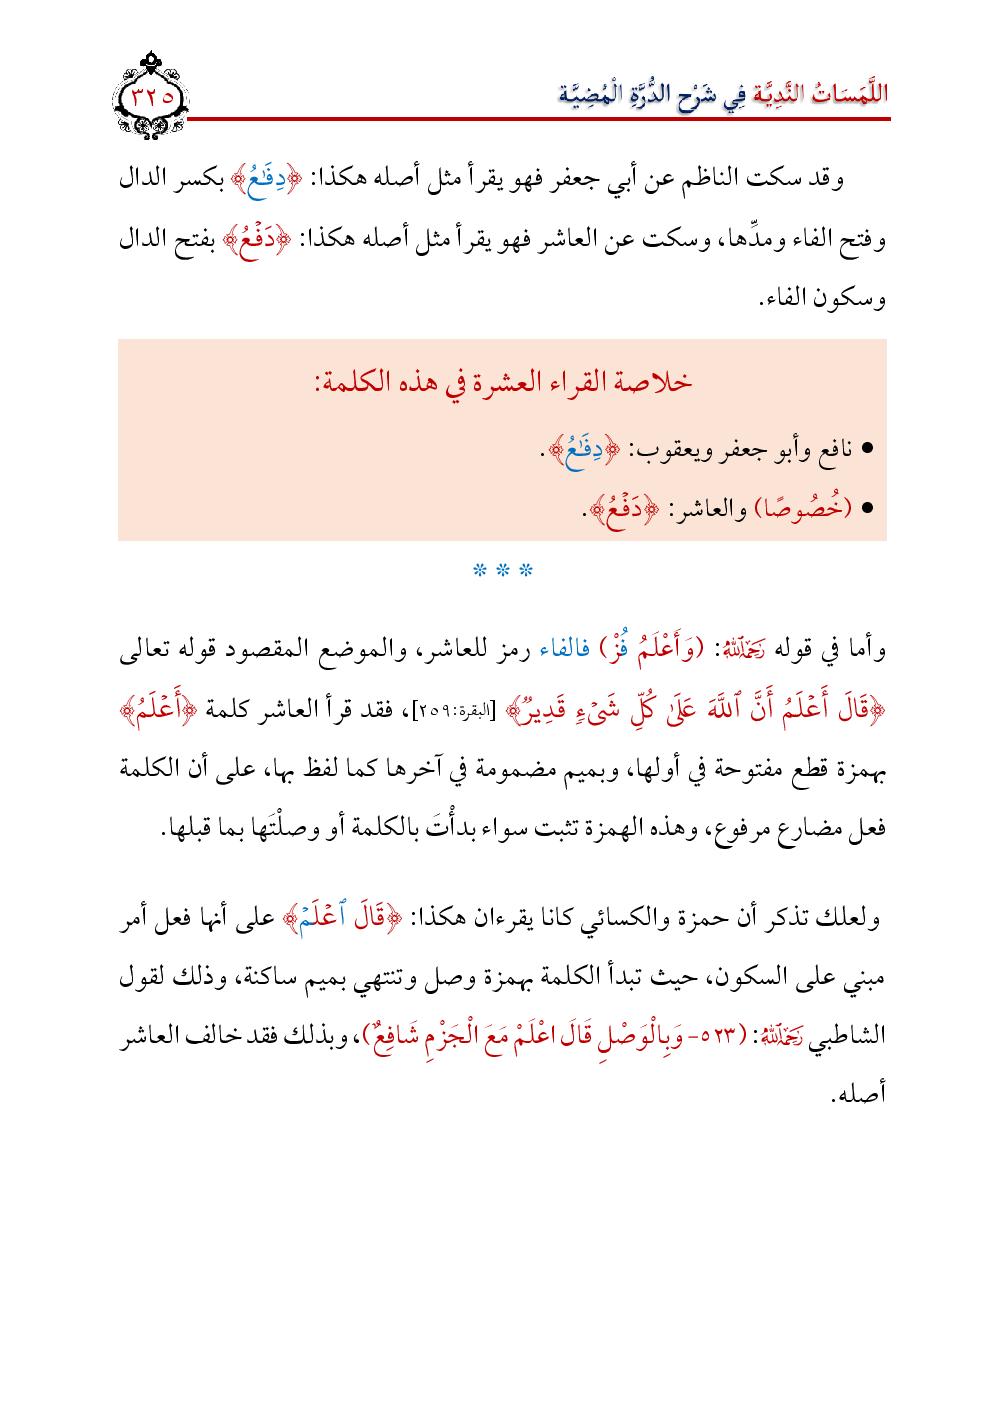 اللَّمَسَاتُ النَّدِيَّة فِي شَرْح الدُّرَّةِ الْمُضِيَّة
٣٢٥
وقد سكت الناظم عن أبي جعفر فهو يقرأ مثل أصله هكذا: ﴿دِفَٰعُ﴾ بكسر الدال
وفتح الفاء ومدِّها، وسكت عن العاشر فهو يقرأ مثل أصله هكذا: ﴿دَفۡعُ﴾ بفتح الدال
وسكون الفاء.
خلاصة القراء العشرة في هذه الكلمة:
• نافع وأبو جعفر ويعقوب: ﴿دِفَٰعُ﴾.
• (خُصُوصًا) والعاشر: ﴿دَفۡعُ﴾.
* * *
وأما في قوله رَحِمَهُ ٱللَّهُ: (وَأَعْلَمُ فُزْ) فالفاء رمز للعاشر، والموضع المقصود قوله تعالى
﴿قَالَ أَعۡلَمُ أَنَّ ٱللَّهَ عَلَىٰ كُلِّ شَيۡءٖ قَدِيرٞ﴾ [البقرة:٢٥٩]، فقد قرأ العاشر كلمة ﴿أَعۡلَمُ﴾
بهمزة قطع مفتوحة في أولها، وبميم مضمومة في آخرها كما لفظ بها، على أن الكلمة
فعل مضارع مرفوع، وهذه الهمزة تثبت سواء بدأْتَ بالكلمة أو وصلْتَها بما قبلها.
ولعلك تذكر أن حمزة والكسائي كانا يقرءان هكذا: ﴿قَالَ ٱعۡلَمۡ﴾ على أنها فعل أمر
مبني على السكون، حيث تبدأ الكلمة بهمزة وصل وتنتهي بميم ساكنة، وذلك لقول
الشاطبي رَحِمَهُ ٱللَّهُ: (٥٢٣- وَبِالْوَصْلِ قَالَ اعْلَمْ مَعَ الْجَزْمِ شَافِعٌ)، وبذلك فقد خالف العاشر
أصله.